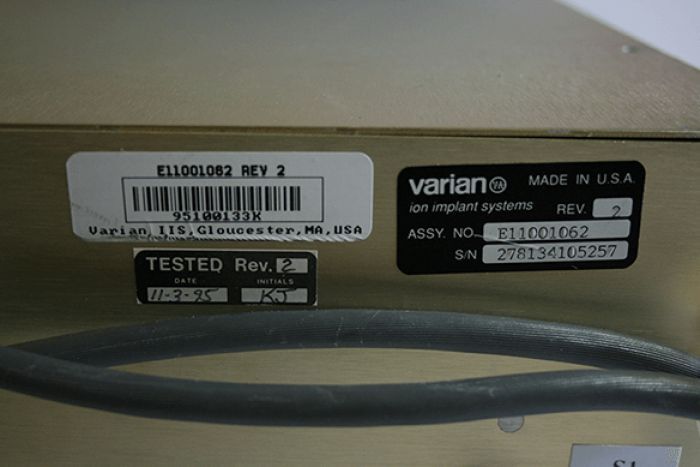 E11001062 REV 2
95100133K
Varian IIS, Gloucester, MA, USA
TESTED Rev. 2
DATE INITIALS
11-3-95 KJ
varian MADE IN U.S.A.
ion implant systems REV. 2
ASSY. NO. E11001062
S/N 278134105257